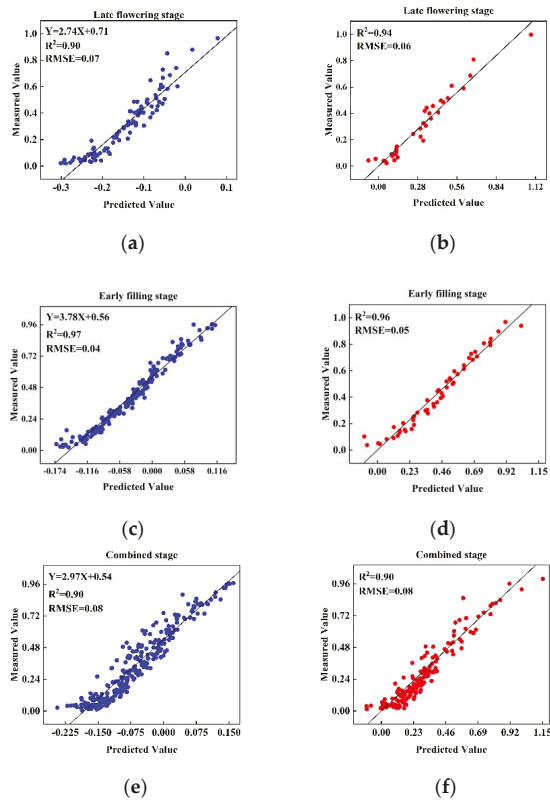 Late flowering stage
Y=2.74X+0.71
R²=0.90
RMSE=0.07
Measured Value
1.0
0.8
0.6
0.4
0.2
0.0
-0.3 -0.2 -0.1 0.0 0.1
Predicted Value
(a)
Late flowering stage
R²=0.94
RMSE=0.06
Measured Value
1.0
0.8
0.6
0.4
0.2
0.0
0.00 0.28 0.56 0.84 1.12
Predicted Value
(b)
Early filling stage
Y=3.78X+0.56
R²=0.97
RMSE=0.04
Measured Value
0.96
0.72
0.48
0.24
0.00
-0.174 -0.116 -0.058 0.000 0.058 0.116
Predicted Value
(c)
Early filling stage
R²=0.96
RMSE=0.05
Measured Value
1.0
0.8
0.6
0.4
0.2
0.0
0.00 0.23 0.46 0.69 0.92 1.15
Predicted Value
(d)
Combined stage
Y=2.97X+0.54
R²=0.90
RMSE=0.08
Measured Value
0.96
0.72
0.48
0.24
0.00
-0.225 -0.150 -0.075 0.000 0.075 0.150
Predicted Value
(e)
Combined stage
R²=0.90
RMSE=0.08
Measured Value
0.96
0.72
0.48
0.24
0.00
0.00 0.23 0.46 0.69 0.92 1.15
Predicted Value
(f)